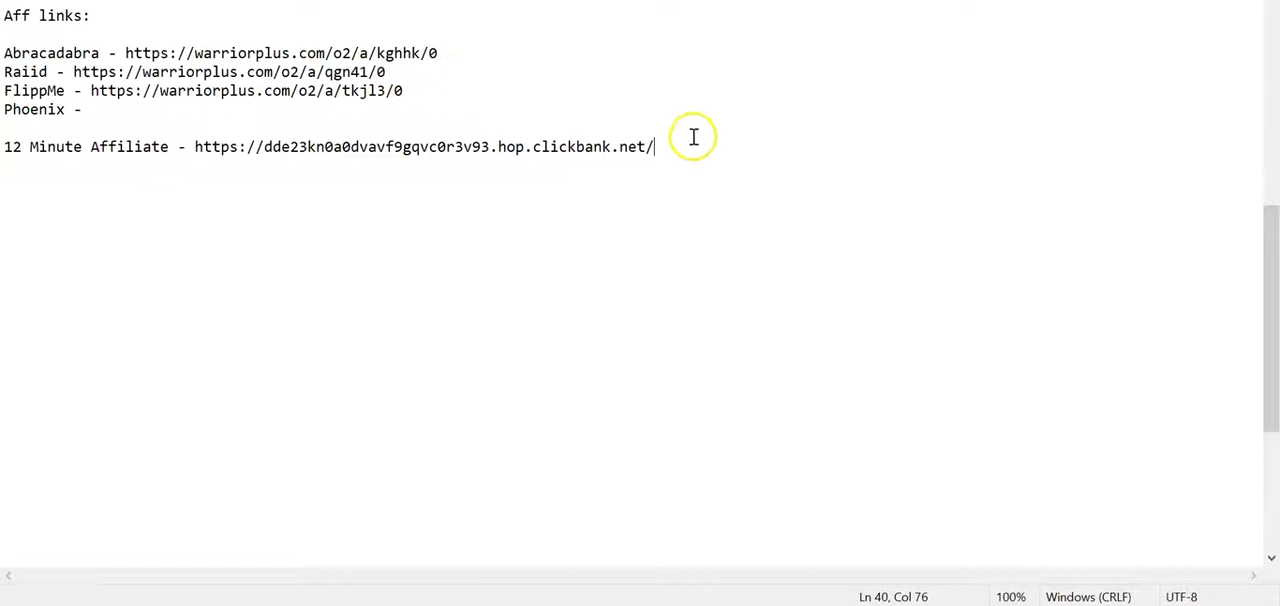 Aff links:
Abracadabra - https://warriorplus.com/o2/a/kghhk/0
Raiid - https://warriorplus.com/o2/a/qgn41/0
FlippMe - https://warriorplus.com/o2/a/tkjl3/0
Phoenix -
12 Minute Affiliate - https://dde23kn0a0dvavf9gqvc0r3v93.hop.clickbank.net/
Ln 40, Col 76 100% Windows (CRLF) UTF-8